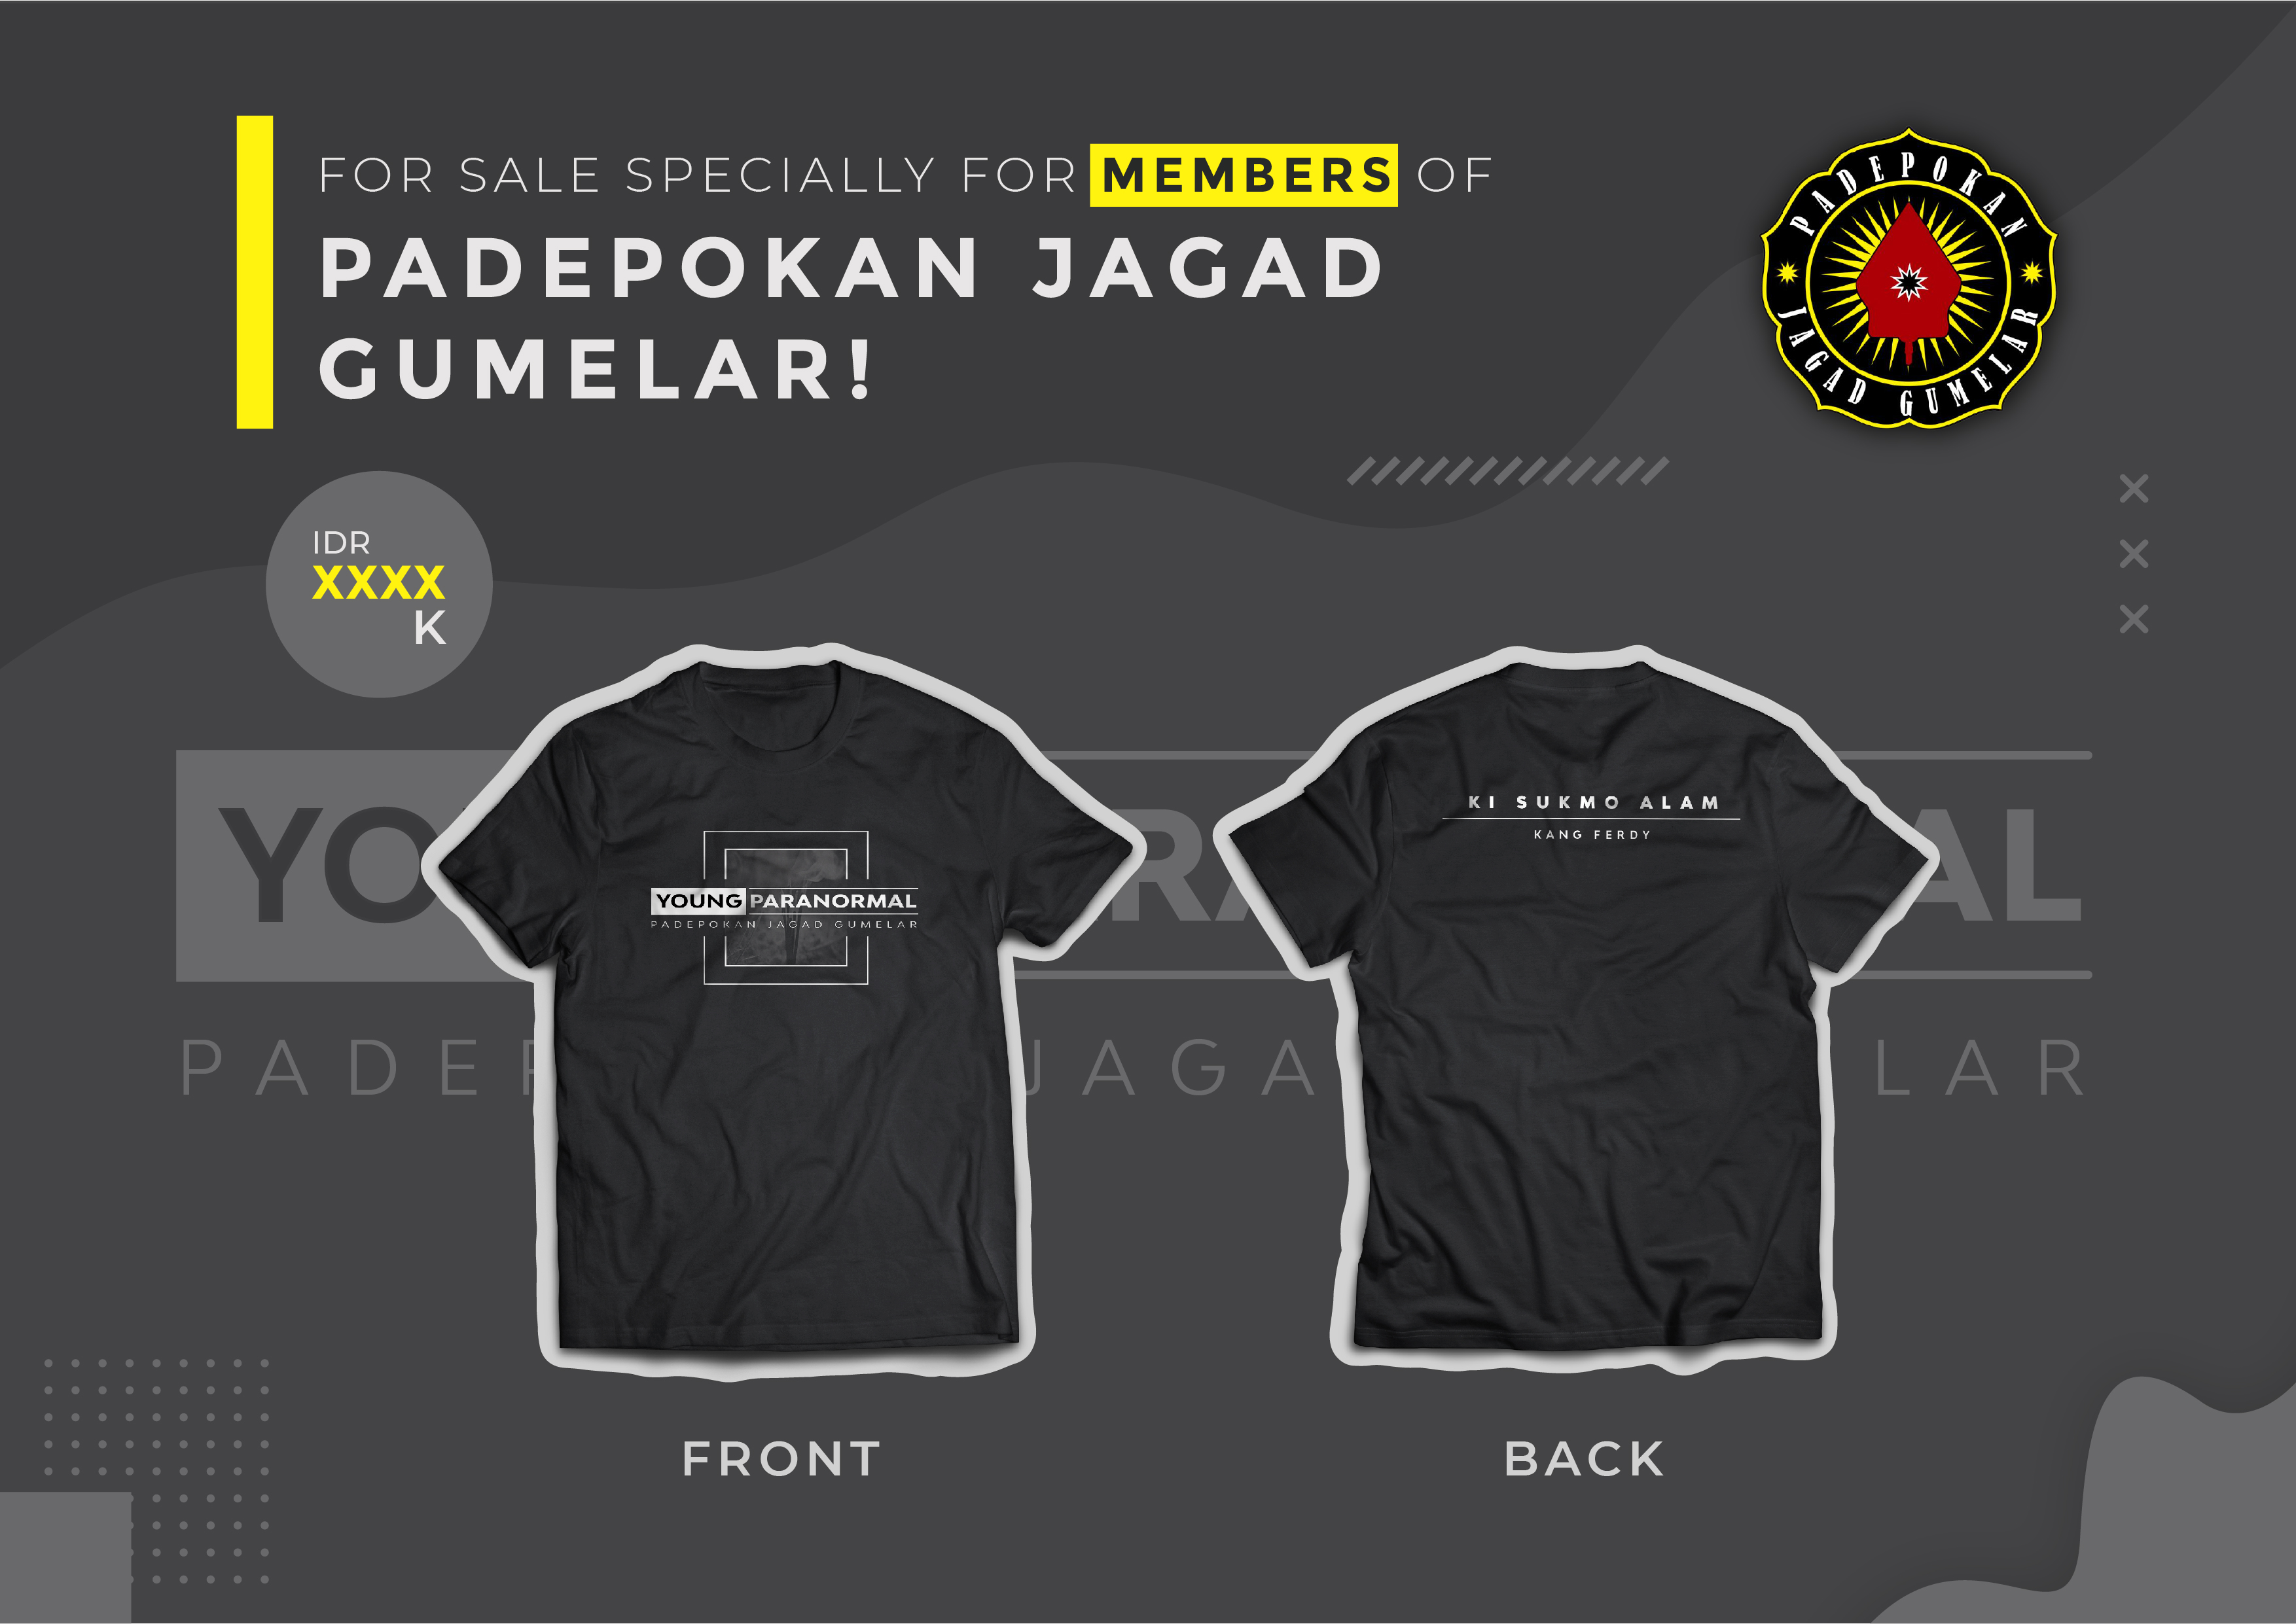 FOR SALE SPECIALLY FOR MEMBERS OF
PADEPOKAN JAGAD
GUMELAR!
PADEPOKAN
JAGAD GUMELAR
IDR
XXXX
K
YOUNG PARANORMAL
PADEPOKAN JAGAD GUMELAR
KI SUKMO ALAM
KANG FERDY
FRONT
BACK